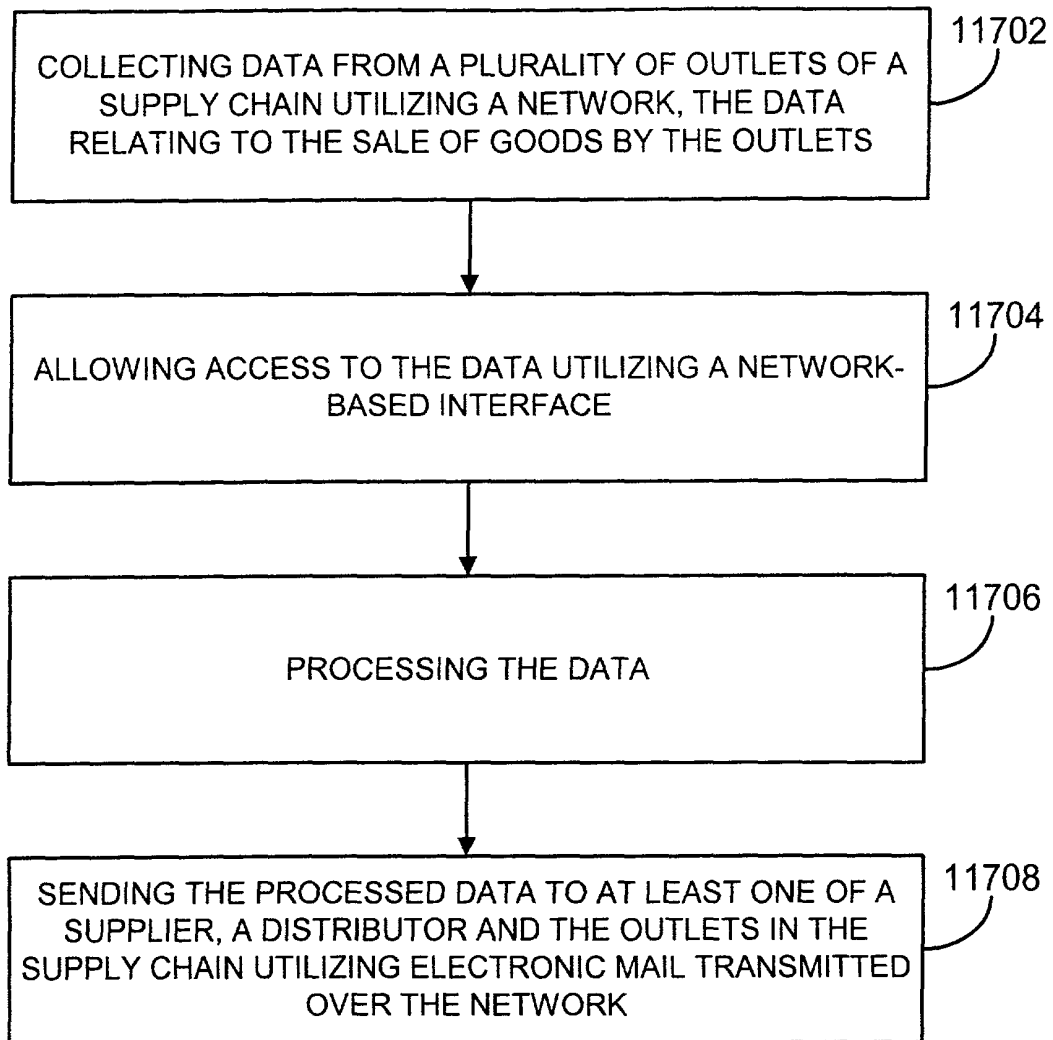 11702
COLLECTING DATA FROM A PLURALITY OF OUTLETS OF A
SUPPLY CHAIN UTILIZING A NETWORK, THE DATA
RELATING TO THE SALE OF GOODS BY THE OUTLETS
11704
ALLOWING ACCESS TO THE DATA UTILIZING A NETWORK-
BASED INTERFACE
11706
PROCESSING THE DATA
11708
SENDING THE PROCESSED DATA TO AT LEAST ONE OF A
SUPPLIER, A DISTRIBUTOR AND THE OUTLETS IN THE
SUPPLY CHAIN UTILIZING ELECTRONIC MAIL TRANSMITTED
OVER THE NETWORK